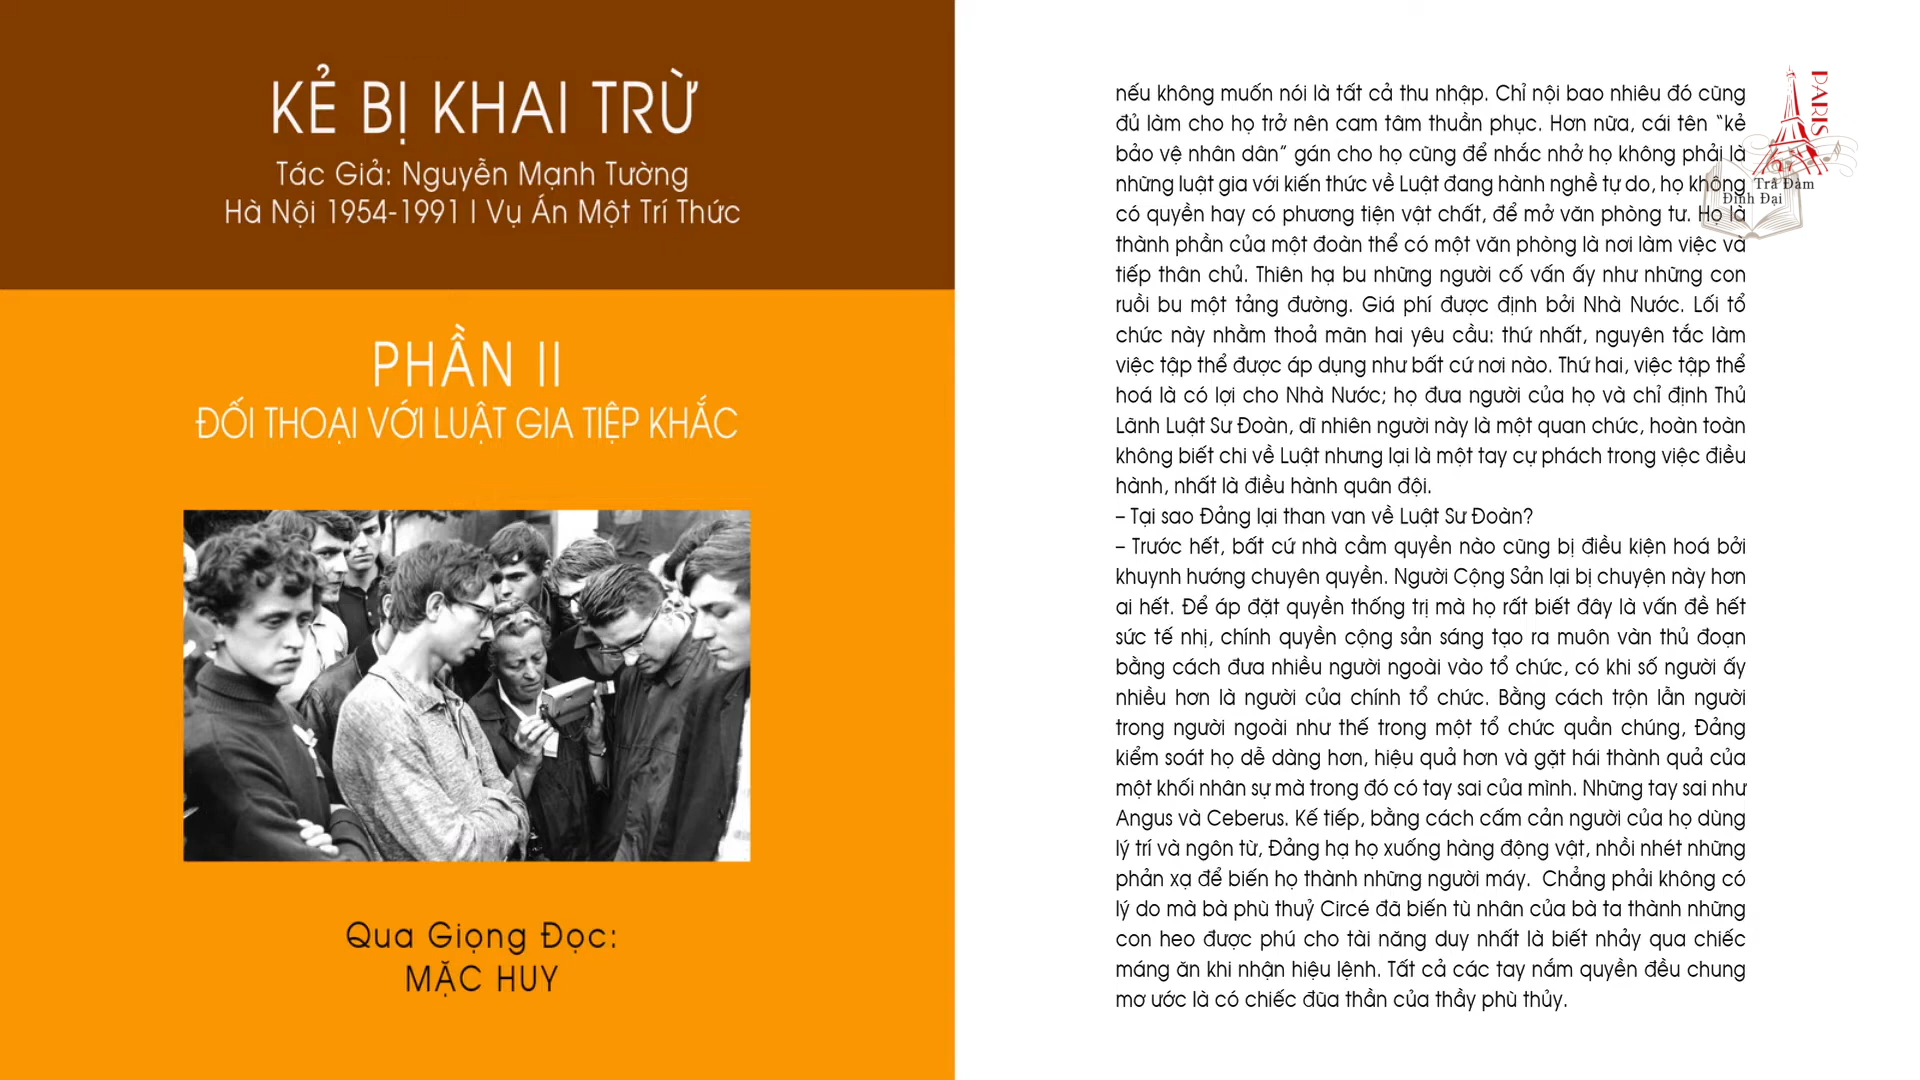 KẺ BỊ KHAI TRỪ
Tác Giả: Nguyễn Mạnh Tường
Hà Nội 1954-1991 I Vụ Án Một Trí Thức
PHẦN II
ĐỐI THOẠI VỚI LUẬT GIA TIỆP KHẮC
Qua Giọng Đọc:
MẶC HUY
nếu không muốn nói là tất cả thu nhập. Chỉ nội bao nhiêu đó cũng
đủ làm cho họ trở nên cam tâm thuần phục. Hơn nữa, cái tên “kẻ
bảo vệ nhân dân” gán cho họ cũng để nhắc nhở họ không phải là
những luật gia với kiến thức về Luật đang hành nghề tự do, họ không
có quyền hay có phương tiện vật chất, để mở văn phòng tư. Họ là
thành phần của một đoàn thể có một văn phòng là nơi làm việc và
tiếp thân chủ. Thiên hạ bu những người cố vấn ấy như những con
ruồi bu một tảng đường. Giá phí được định bởi Nhà Nước. Lối tổ
chức này nhằm thoả mãn hai yêu cầu: thứ nhất, nguyên tắc làm
việc tập thể được áp dụng như bất cứ nơi nào. Thứ hai, việc tập thể
hoá là có lợi cho Nhà Nước; họ đưa người của họ và chỉ định Thủ
Lãnh Luật Sư Đoàn, dĩ nhiên người này là một quan chức, hoàn toàn
không biết chi về Luật nhưng lại là một tay cự phách trong việc điều
hành, nhất là điều hành quân đội.
– Tại sao Đảng lại than van về Luật Sư Đoàn?
– Trước hết, bất cứ nhà cầm quyền nào cũng bị điều kiện hoá bởi
khuynh hướng chuyên quyền. Người Cộng Sản lại bị chuyện này hơn
ai hết. Để áp đặt quyền thống trị mà họ rất biết đây là vấn đề hết
sức tế nhị, chính quyền cộng sản sáng tạo ra muôn vàn thủ đoạn
bằng cách đưa nhiều người ngoài vào tổ chức, có khi số người ấy
nhiều hơn là người của chính tổ chức. Bằng cách trộn lẫn người
trong người ngoài như thế trong một tổ chức quần chúng, Đảng
kiểm soát họ dễ dàng hơn, hiệu quả hơn và gặt hái thành quả của
một khối nhân sự mà trong đó có tay sai của mình. Những tay sai như
Angus và Ceberus. Kế tiếp, bằng cách cấm cản người của họ dùng
lý trí và ngôn từ, Đảng hạ họ xuống hàng động vật, nhồi nhét những
phản xạ để biến họ thành những người máy.  Chẳng phải không có
lý do mà bà phù thuỷ Circé đã biến tù nhân của bà ta thành những
con heo được phú cho tài năng duy nhất là biết nhảy qua chiếc
máng ăn khi nhận hiệu lệnh. Tất cả các tay nắm quyền đều chung
mơ ước là có chiếc đũa thần của thầy phù thủy.
PARIS
Trà Đàm
Đinh Đại